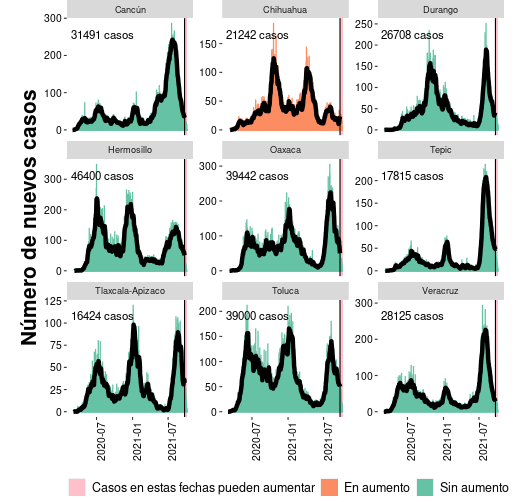 Número de nuevos casos
Cancún
Chihuahua
Durango
31491 casos
21242 casos
26708 casos
300
200
100
0
150
100
50
0
250
200
150
100
50
0
Hermosillo
Oaxaca
Tepic
46400 casos
39442 casos
17815 casos
300
200
100
0
300
200
100
0
200
150
100
50
0
Tlaxcala-Apizaco
Toluca
Veracruz
16424 casos
39000 casos
28125 casos
125
100
75
50
25
0
200
150
100
50
0
300
200
100
0
2020-07
2021-01
2021-07
2020-07
2021-01
2021-07
2020-07
2021-01
2021-07
Casos en estas fechas pueden aumentar
En aumento
Sin aumento